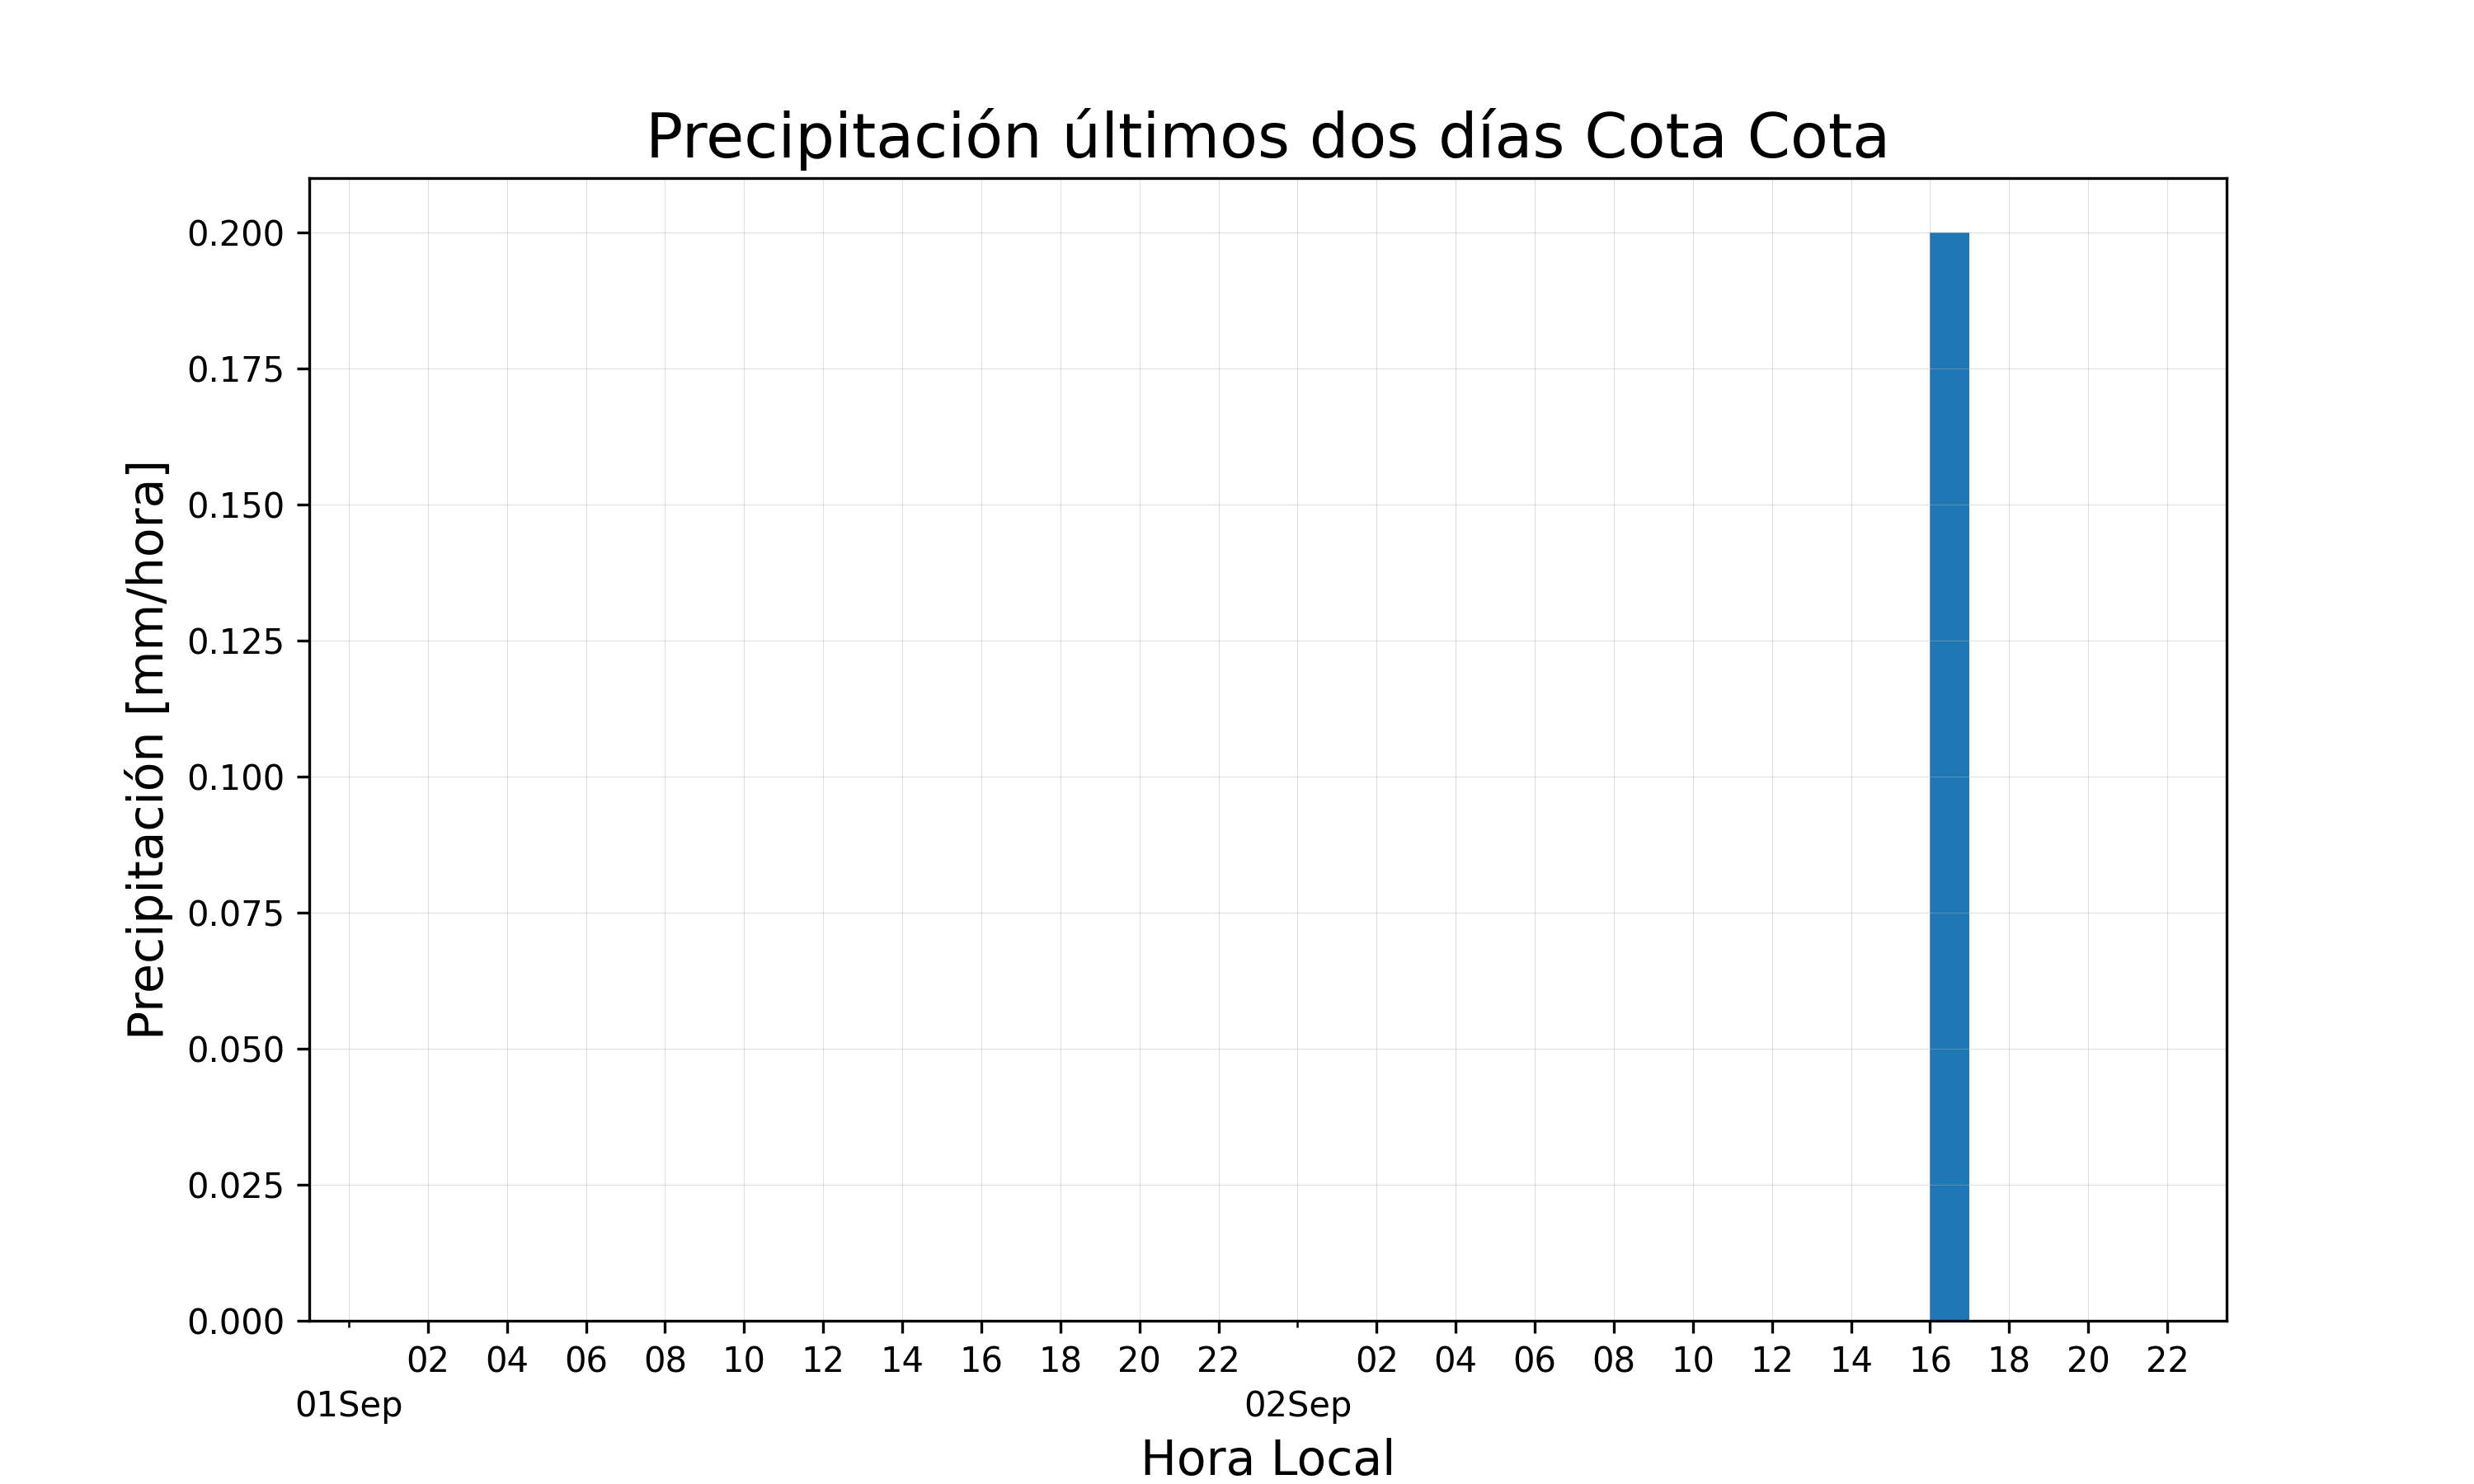 Precipitación últimos dos días Cota Cota
Precipitación [mm/hora]
0.200
0.175
0.150
0.125
0.100
0.075
0.050
0.025
0.000
02 04 06 08 10 12 14 16 18 20 22 02 04 06 08 10 12 14 16 18 20 22
01Sep 02Sep
Hora Local